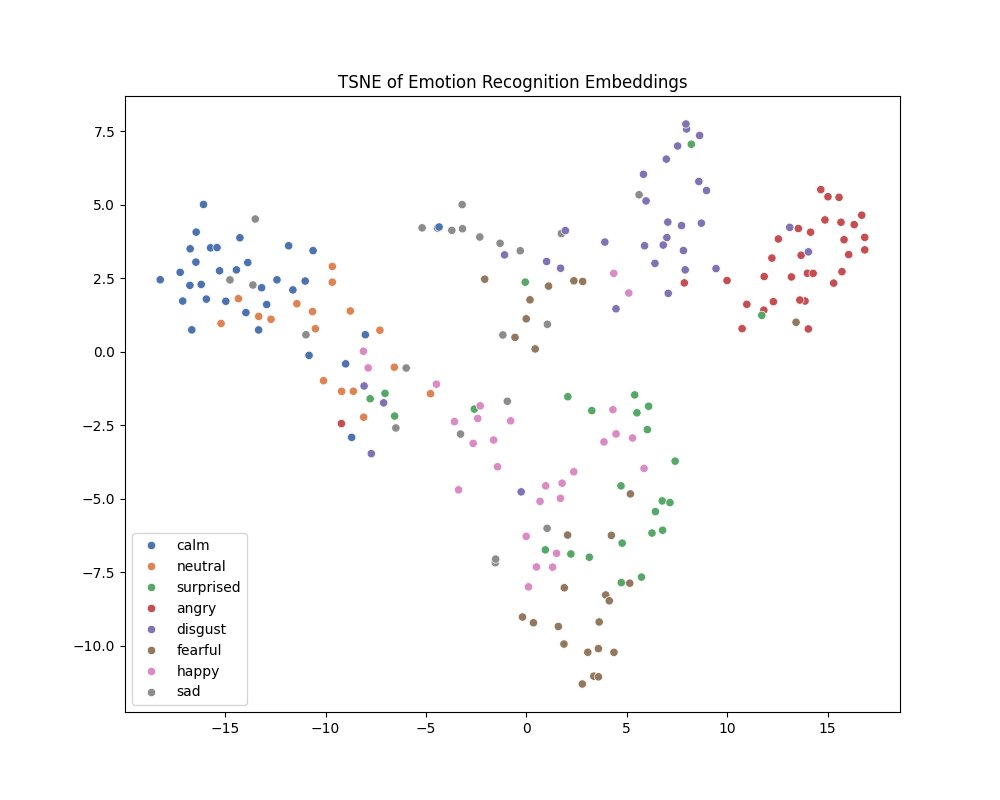 TSNE of Emotion Recognition Embeddings
7.5
5.0
2.5
0.0
−2.5
−5.0
−7.5
−10.0
calm
neutral
surprised
angry
disgust
fearful
happy
sad
−15 −10 −5 0 5 10 15